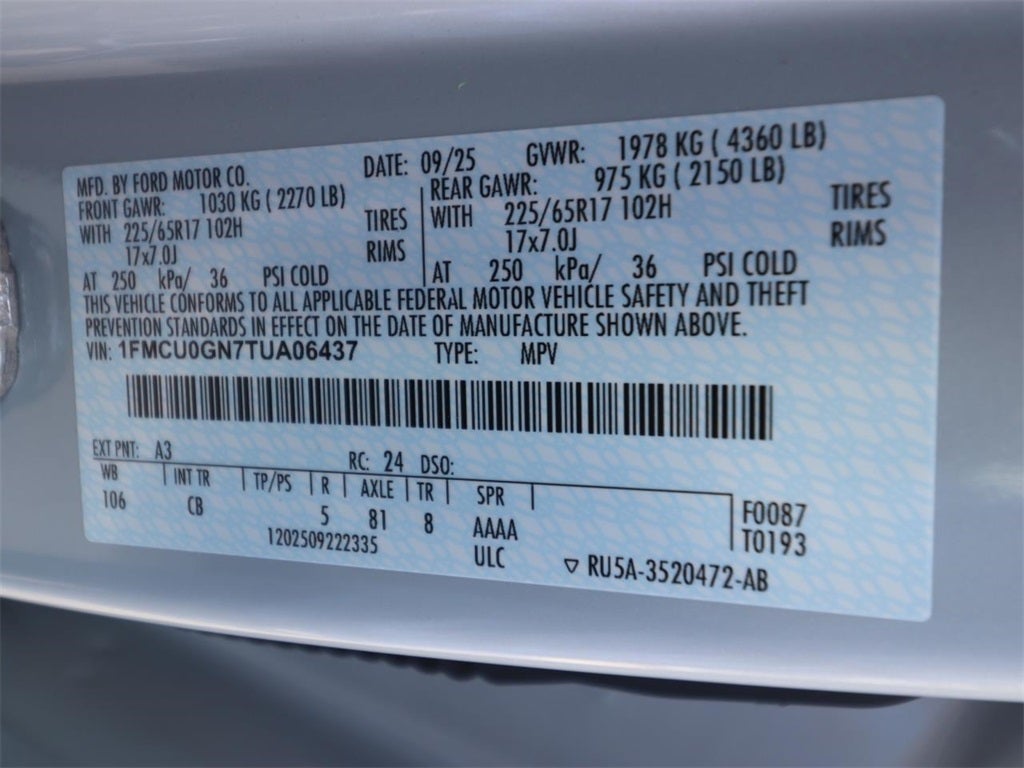 MFD. BY FORD MOTOR CO. DATE: 09/25 GVWR: 1978 KG ( 4360 LB)
FRONT GAWR: 1030 KG ( 2270 LB) REAR GAWR: 975 KG ( 2150 LB)
WITH 225/65R17 102H TIRES WITH 225/65R17 102H TIRES
17x7.0J RIMS 17x7.0J RIMS
AT 250 kPa/ 36 PSI COLD AT 250 kPa/ 36 PSI COLD
THIS VEHICLE CONFORMS TO ALL APPLICABLE FEDERAL MOTOR VEHICLE SAFETY AND THEFT
PREVENTION STANDARDS IN EFFECT ON THE DATE OF MANUFACTURE SHOWN ABOVE.
VIN: 1FMCU0GN7TUA06437 TYPE: MPV
EXT PNT: A3 RC: 24 DSO:
WB INT TR TP/PS R AXLE TR SPR
106 CB 5 81 8 AAAA F0087
1202509222335 ULC T0193
▽ RU5A-3520472-AB